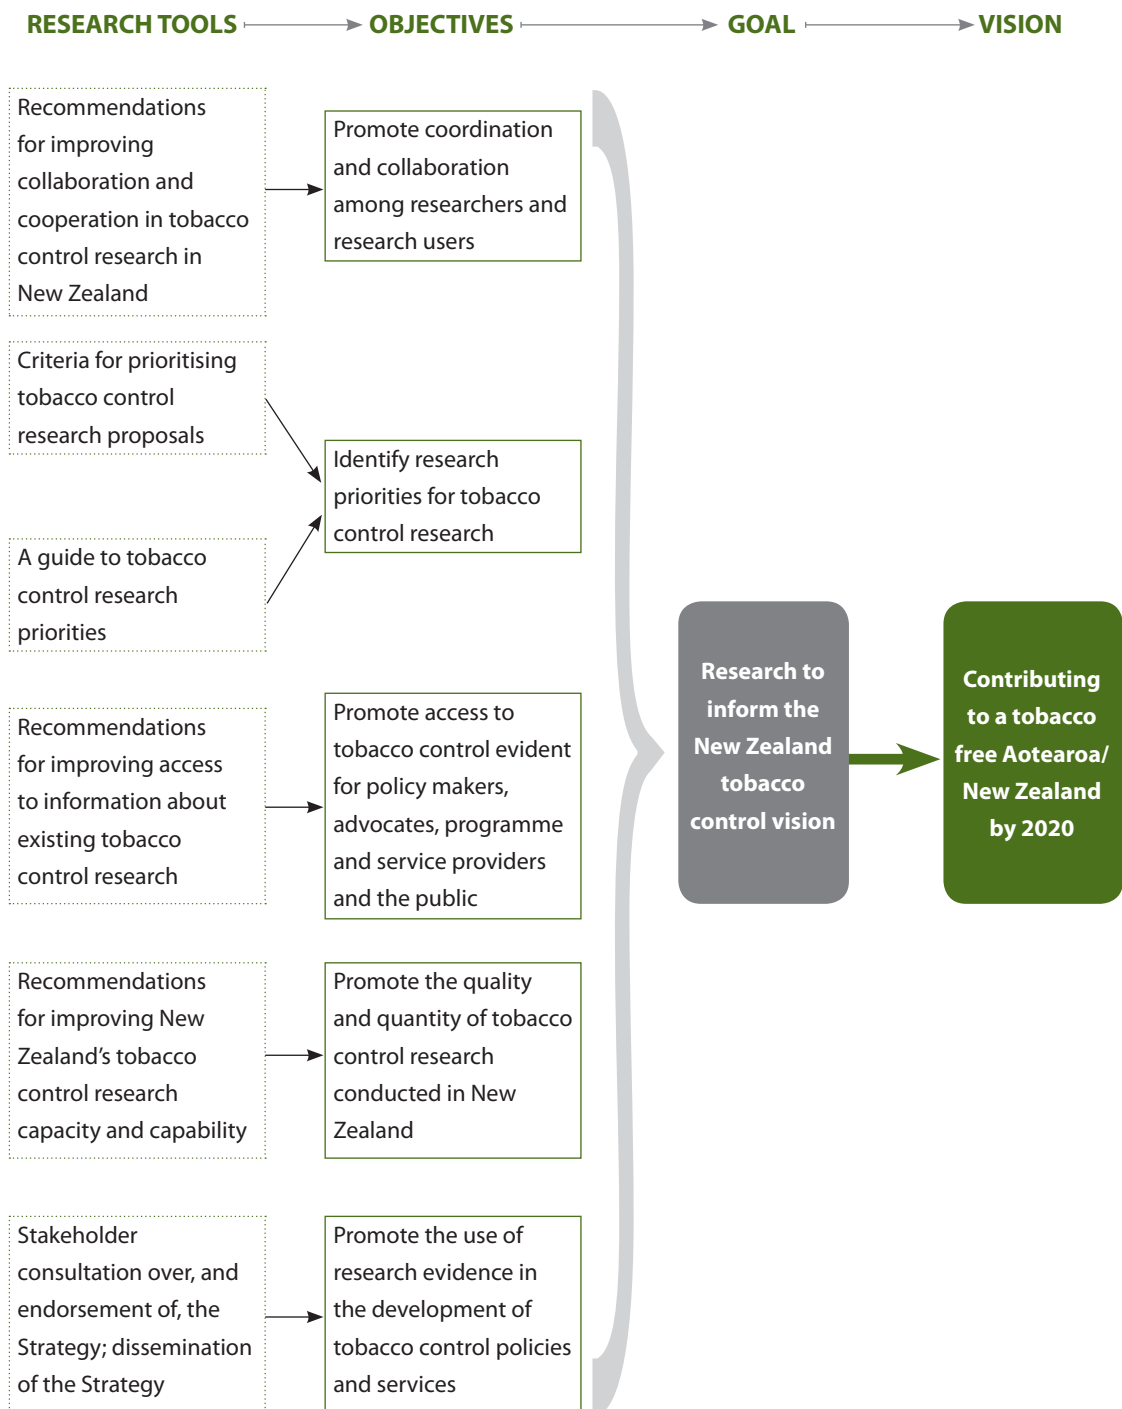 RESEARCH TOOLS OBJECTIVES GOAL VISION
Recommendations
for improving
collaboration and
cooperation in tobacco
control research in
New Zealand
Promote coordination
and collaboration
among researchers and
research users
Criteria for prioritising
tobacco control
research proposals
A guide to tobacco
control research
priorities
Identify research
priorities for tobacco
control research
Recommendations
for improving access
to information about
existing tobacco
control research
Promote access to
tobacco control evident
for policy makers,
advocates, programme
and service providers
and the public
Recommendations
for improving New
Zealand’s tobacco
control research
capacity and capability
Promote the quality
and quantity of tobacco
control research
conducted in New
Zealand
Stakeholder
consultation over, and
endorsement of, the
Strategy; dissemination
of the Strategy
Promote the use of
research evidence in
the development of
tobacco control policies
and services
Research to
inform the
New Zealand
tobacco
control vision
Contributing
to a tobacco
free Aotearoa/
New Zealand
by 2020